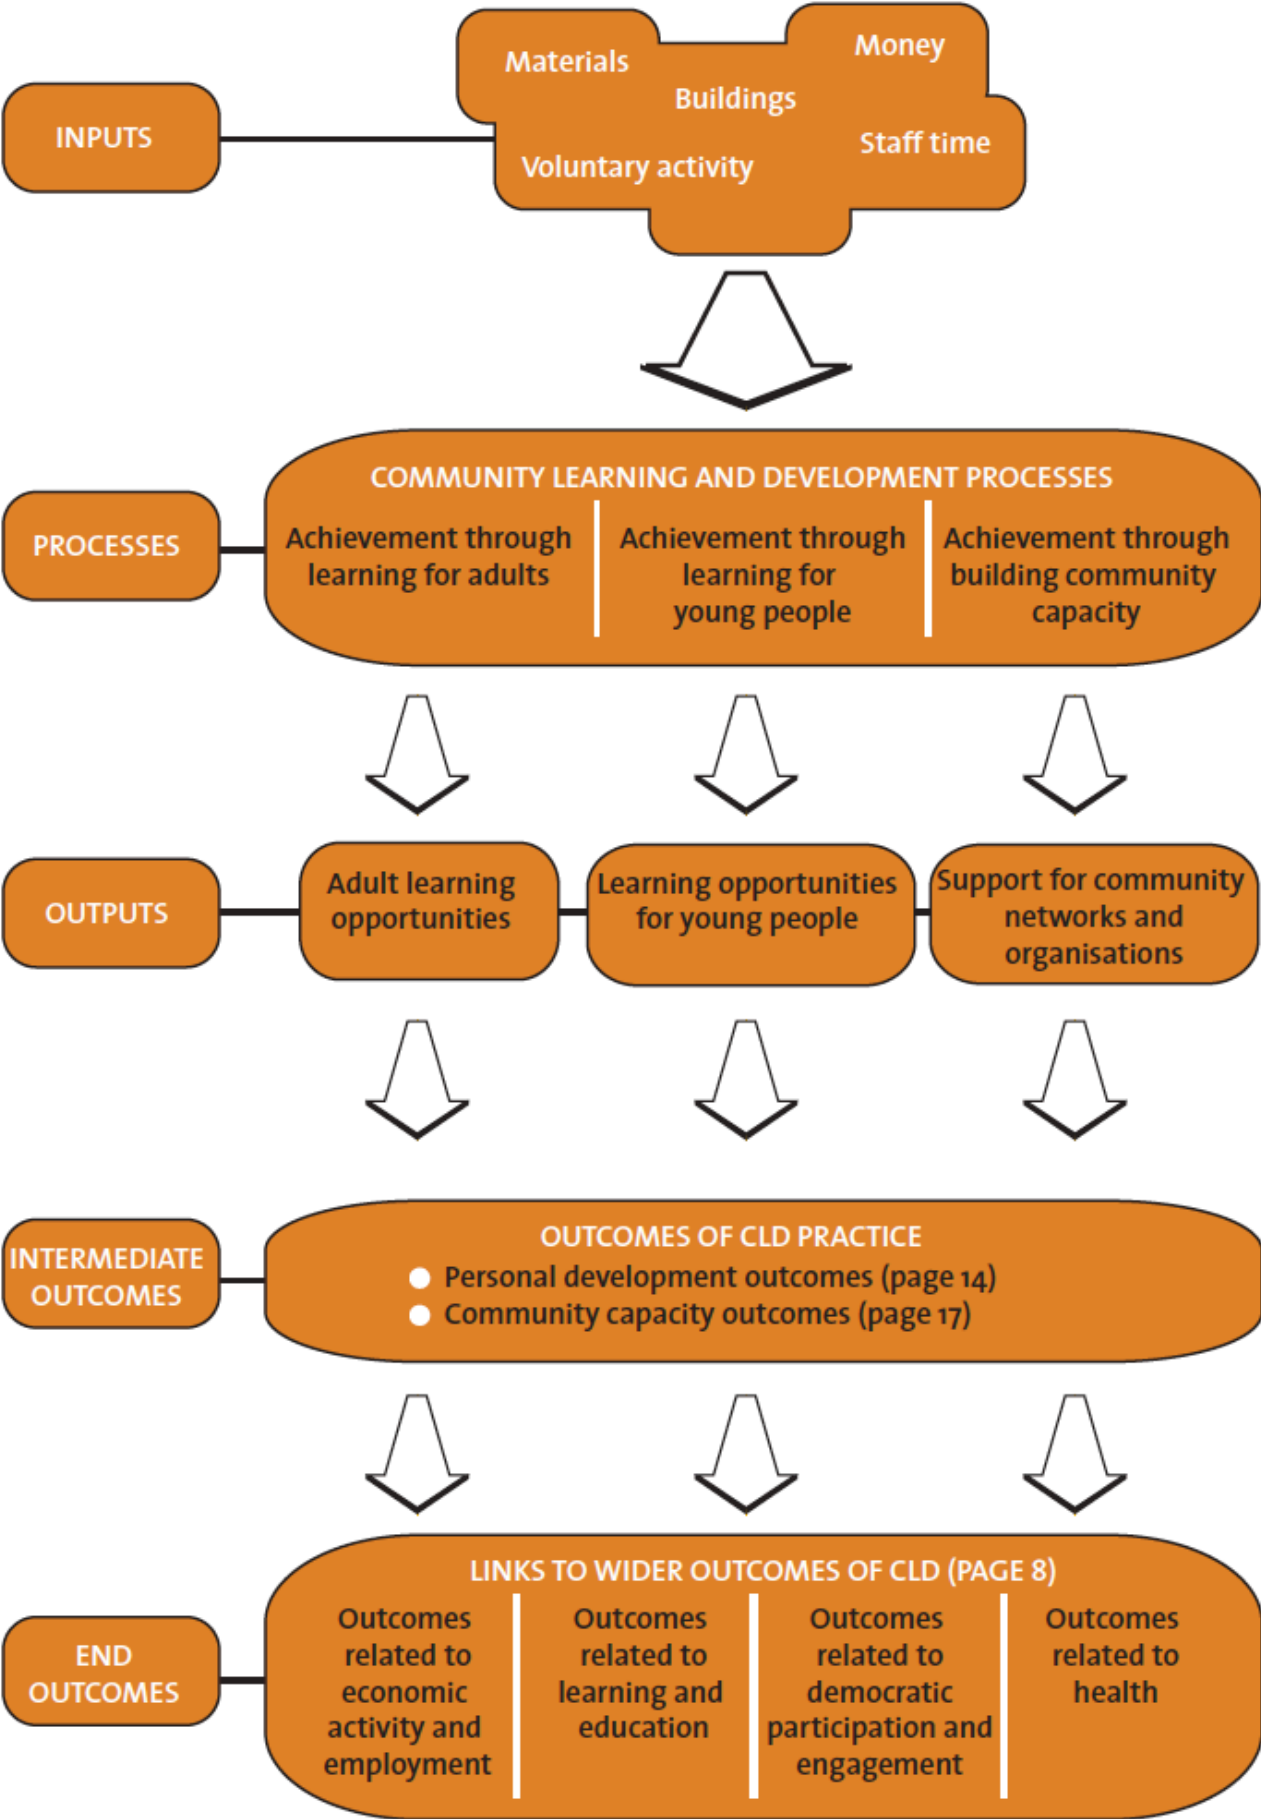 INPUTS
Materials
Money
Buildings
Staff time
Voluntary activity
PROCESSES
COMMUNITY LEARNING AND DEVELOPMENT PROCESSES
Achievement through
learning for adults
Achievement through
learning for
young people
Achievement through
building community
capacity
OUTPUTS
Adult learning
opportunities
Learning opportunities
for young people
Support for community
networks and
organisations
INTERMEDIATE
OUTCOMES
OUTCOMES OF CLD PRACTICE
Personal development outcomes (page 14)
Community capacity outcomes (page 17)
END
OUTCOMES
LINKS TO WIDER OUTCOMES OF CLD (PAGE 8)
Outcomes
related to
economic
activity and
employment
Outcomes
related to
learning and
education
Outcomes
related to
democratic
participation and
engagement
Outcomes
related to
health